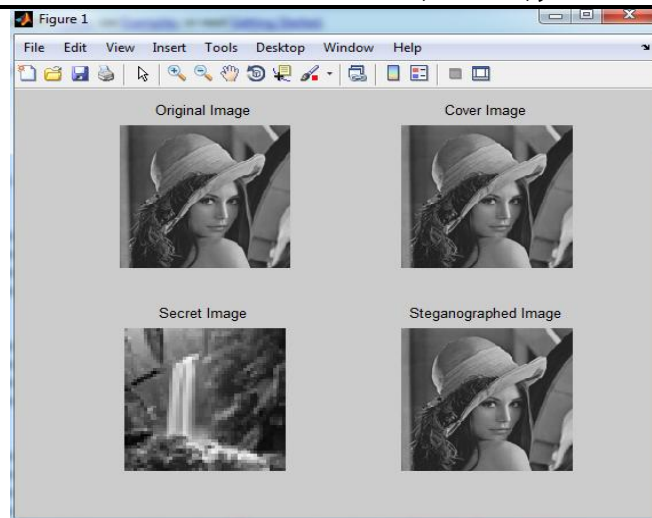 Figure 1
File Edit View Insert Tools Desktop Window Help
Original Image Cover Image
Secret Image Steganographed Image